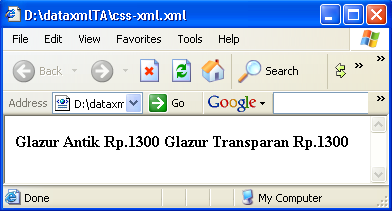 D:\dataxmlTA\css-xml.xml
File Edit View Favorites Tools Help »
Back Search »
Address D:\dataxm Go Google »
Glazur Antik Rp.1300 Glazur Transparan Rp.1300
Done My Computer